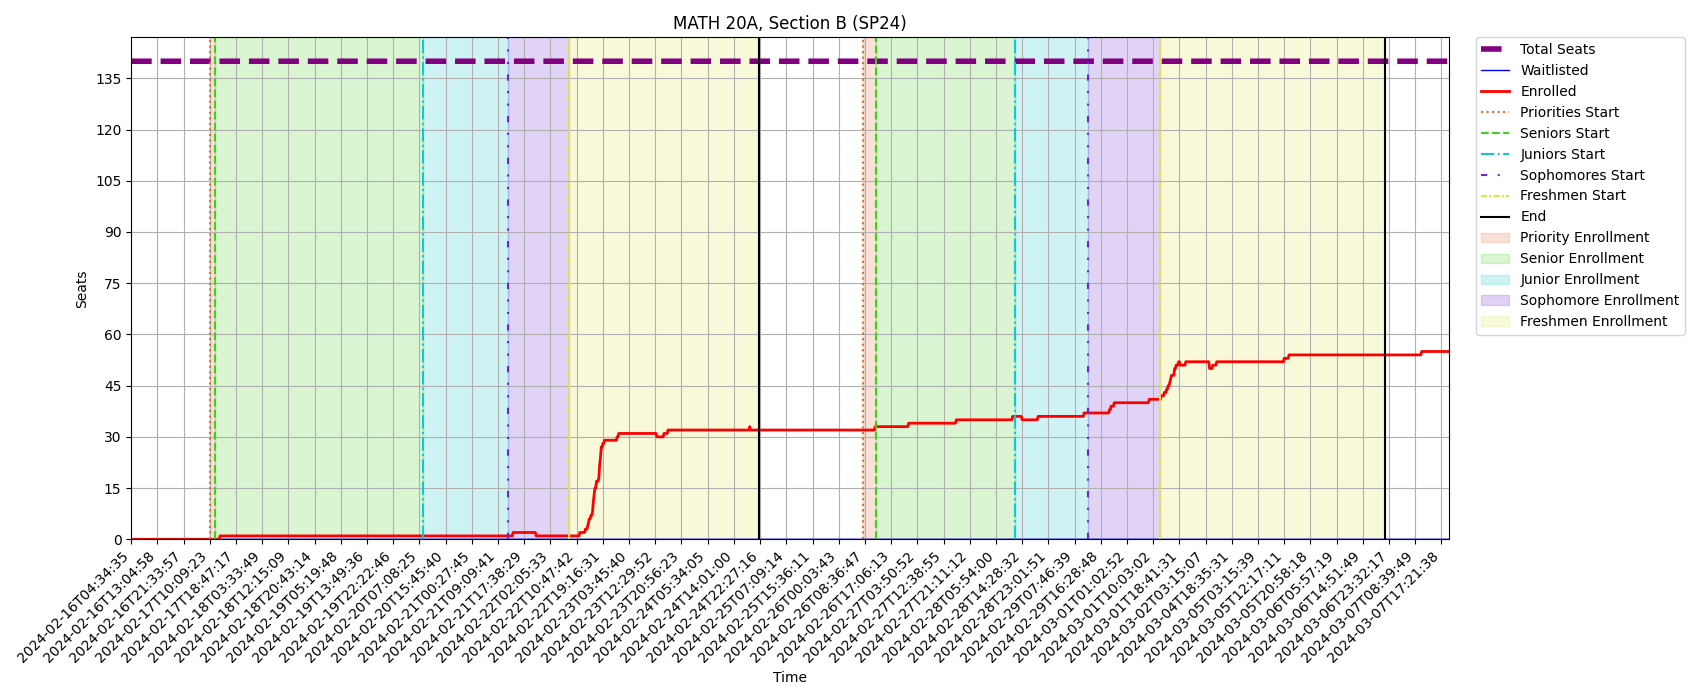 MATH 20A, Section B (SP24)
Seats
135
120
105
90
75
60
45
30
15
0
2024-02-16T04:34:35
2024-02-16T13:04:58
2024-02-16T21:33:57
2024-02-17T10:09:23
2024-02-17T18:47:17
2024-02-18T03:33:49
2024-02-18T12:15:09
2024-02-18T20:43:14
2024-02-19T05:19:48
2024-02-19T13:49:36
2024-02-19T22:22:46
2024-02-20T07:08:25
2024-02-20T15:45:40
2024-02-21T00:27:45
2024-02-21T09:09:41
2024-02-21T17:38:29
2024-02-22T02:05:33
2024-02-22T10:47:42
2024-02-22T19:16:31
2024-02-23T03:45:40
2024-02-23T12:29:52
2024-02-23T20:56:23
2024-02-24T05:34:05
2024-02-24T14:01:00
2024-02-24T22:27:16
2024-02-25T07:09:14
2024-02-25T15:36:11
2024-02-26T00:03:43
2024-02-26T08:36:47
2024-02-26T17:06:13
2024-02-27T03:50:52
2024-02-27T12:38:55
2024-02-27T21:11:12
2024-02-28T05:54:00
2024-02-28T14:28:32
2024-02-28T23:01:51
2024-02-29T07:46:39
2024-02-29T16:28:48
2024-03-01T01:02:52
2024-03-01T10:03:02
2024-03-01T18:41:31
2024-03-02T03:15:07
2024-03-04T18:35:31
2024-03-05T03:15:39
2024-03-05T12:17:11
2024-03-05T20:58:18
2024-03-06T05:57:19
2024-03-06T14:51:49
2024-03-06T23:32:17
2024-03-07T08:39:49
2024-03-07T17:21:38
Time
Total Seats
Waitlisted
Enrolled
Priorities Start
Seniors Start
Juniors Start
Sophomores Start
Freshmen Start
End
Priority Enrollment
Senior Enrollment
Junior Enrollment
Sophomore Enrollment
Freshmen Enrollment